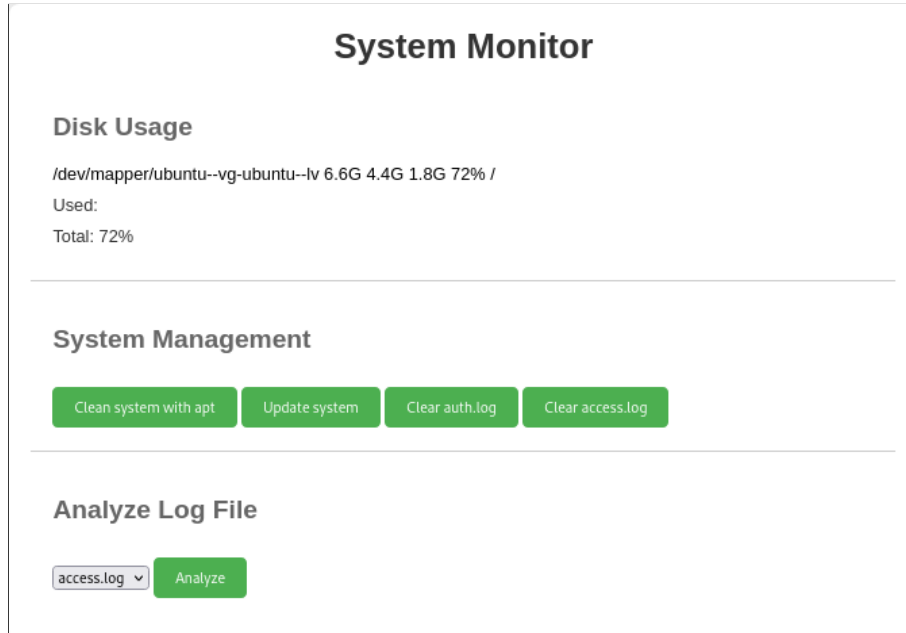 System Monitor
Disk Usage
/dev/mapper/ubuntu--vg-ubuntu--lv 6.6G 4.4G 1.8G 72% /
Used:
Total: 72%
System Management
Clean system with apt Update system Clear auth.log Clear access.log
Analyze Log File
access.log Analyze